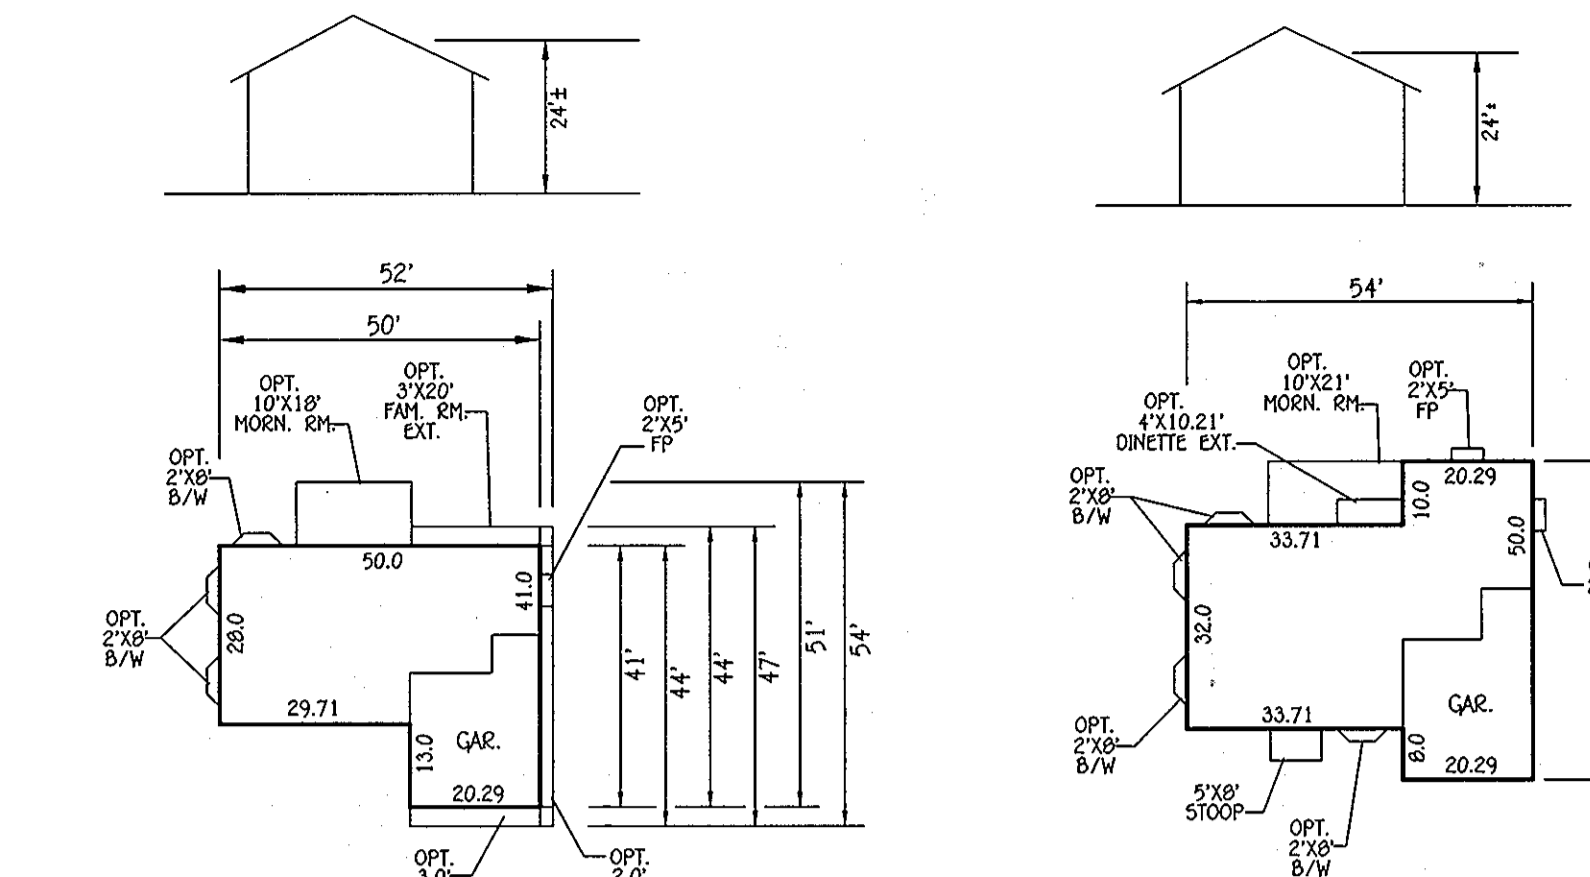 24'±
52'
50'
OPT.
10'X18'
MORN. RM.
OPT.
3'X20'
FAM. RM.
EXT.
OPT.
2'X5'
FP
OPT.
2'X8'
B/W
50.0
41.0
28.0
OPT.
2'X8'
B/W
29.71
13.0
GAR.
20.29
41'
44'
44'
47'
51'
54'
OPT.
3.0'
OPT.
2.0'
24'±
54'
OPT.
10'X21'
MORN. RM.
OPT.
2'X5'
FP
OPT.
4'X10.21'
DINETTE EXT.
OPT.
2'X8'
B/W
20.29
10.0
33.71
50.0
32.0
33.71
GAR.
8.0
20.29
OPT.
2'X8'
B/W
5'X8'
STOOP
OPT.
2'X8'
B/W